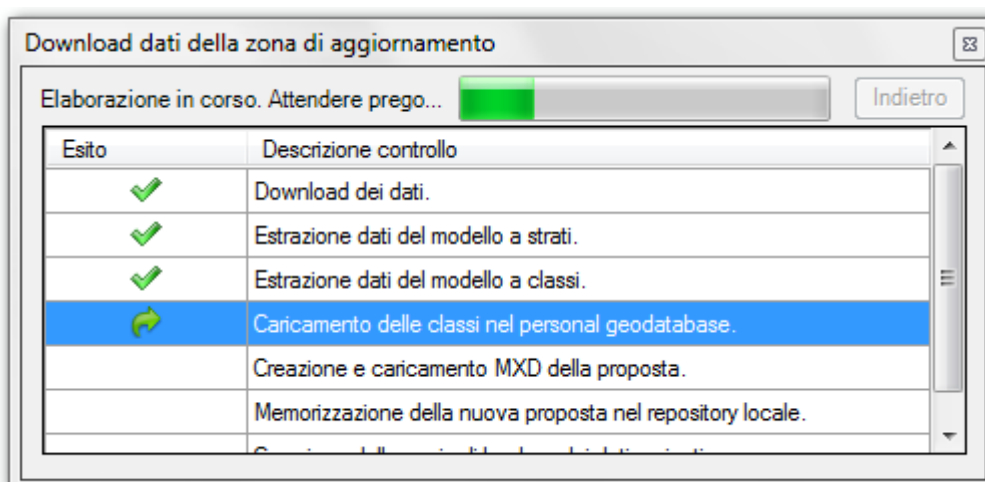 Download dati della zona di aggiornamento
Elaborazione in corso. Attendere prego...
Indietro
Esito Descrizione controllo
Download dei dati.
Estrazione dati del modello a strati.
Estrazione dati del modello a classi.
Caricamento delle classi nel personal geodatabase.
Creazione e caricamento MXD della proposta.
Memorizzazione della nuova proposta nel repository locale.